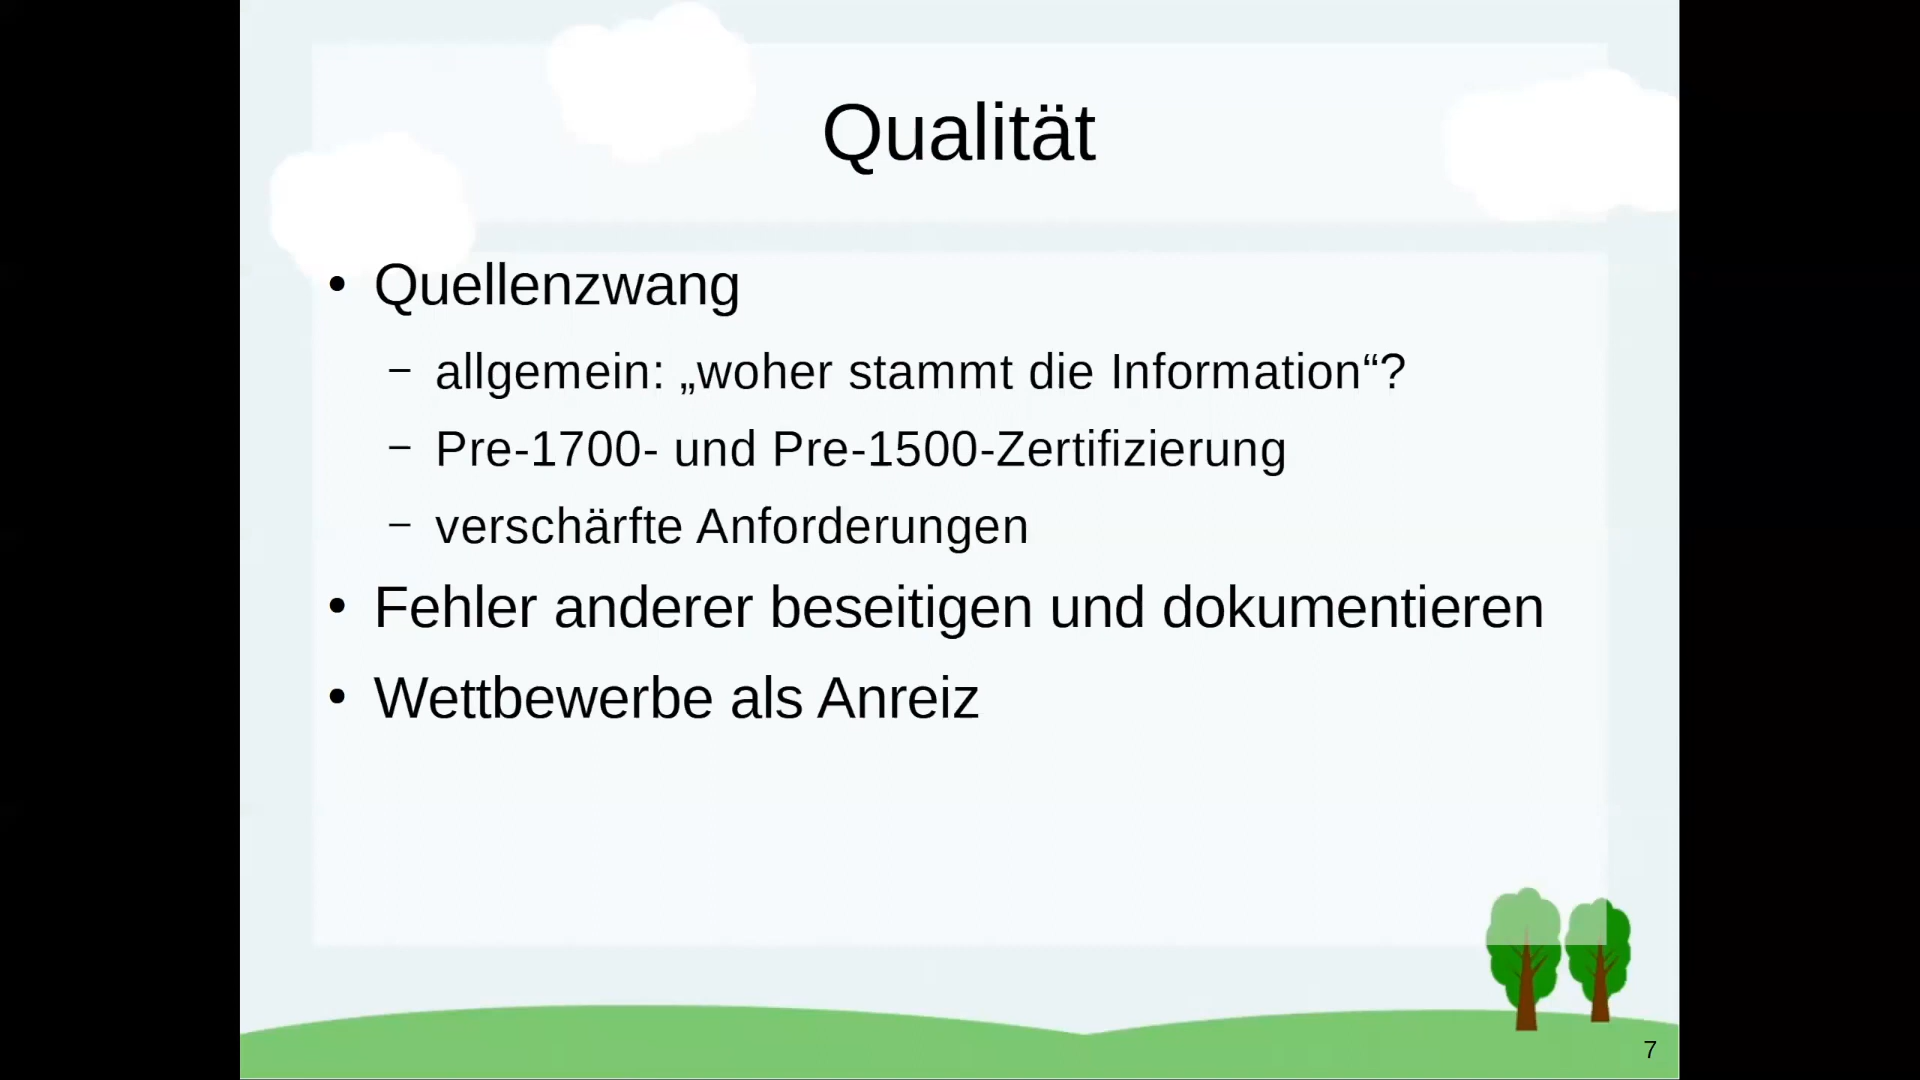 Qualität
• Quellenzwang
– allgemein: „woher stammt die Information“?
– Pre-1700- und Pre-1500-Zertifizierung
– verschärfte Anforderungen
• Fehler anderer beseitigen und dokumentieren
• Wettbewerbe als Anreiz
7